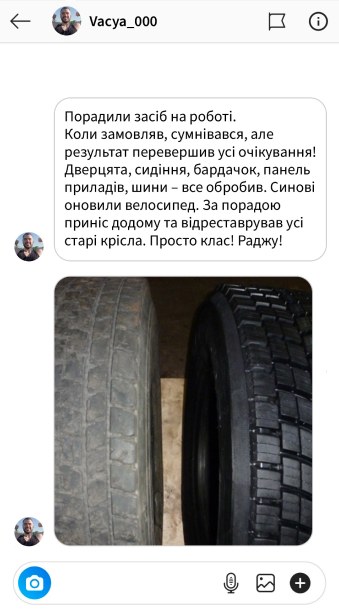 Vacya_000
Порадили засіб на роботі.
Коли замовляв, сумнівався, але
результат перевершив усі очікування!
Дверцята, сидіння, бардачок, панель
приладів, шини – все обробив. Синові
оновили велосипед. За порадою
приніс додому та відреставрував усі
старі крісла. Просто клас! Раджу!